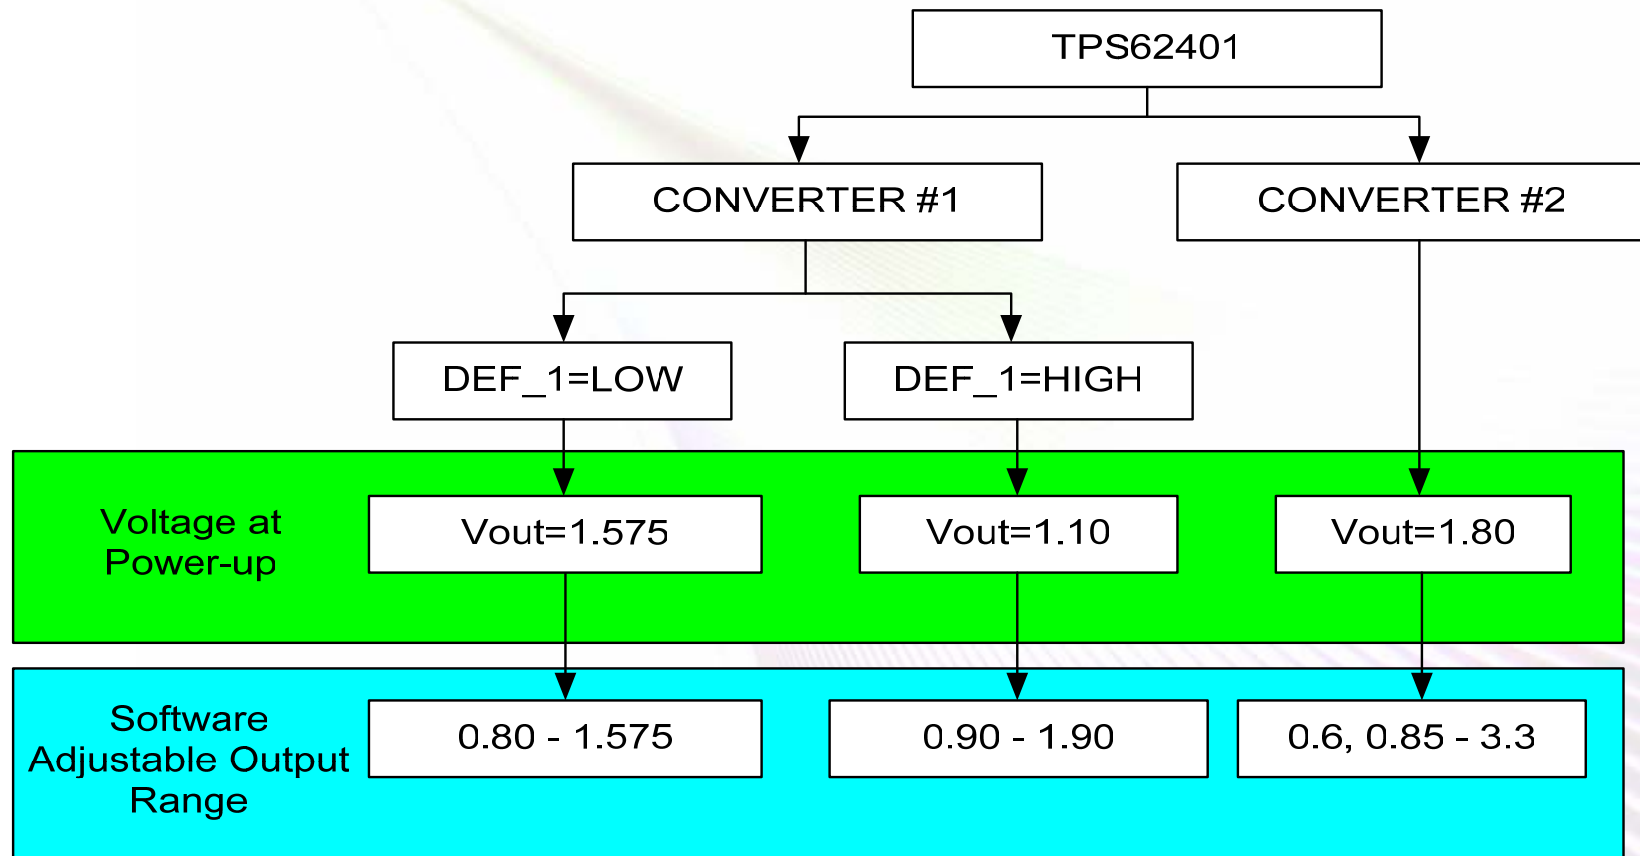 TPS62401
CONVERTER #1
CONVERTER #2
DEF_1=LOW
DEF_1=HIGH
Voltage at
Power-up
Vout=1.575
Vout=1.10
Vout=1.80
Software
Adjustable Output
Range
0.80 - 1.575
0.90 - 1.90
0.6, 0.85 - 3.3